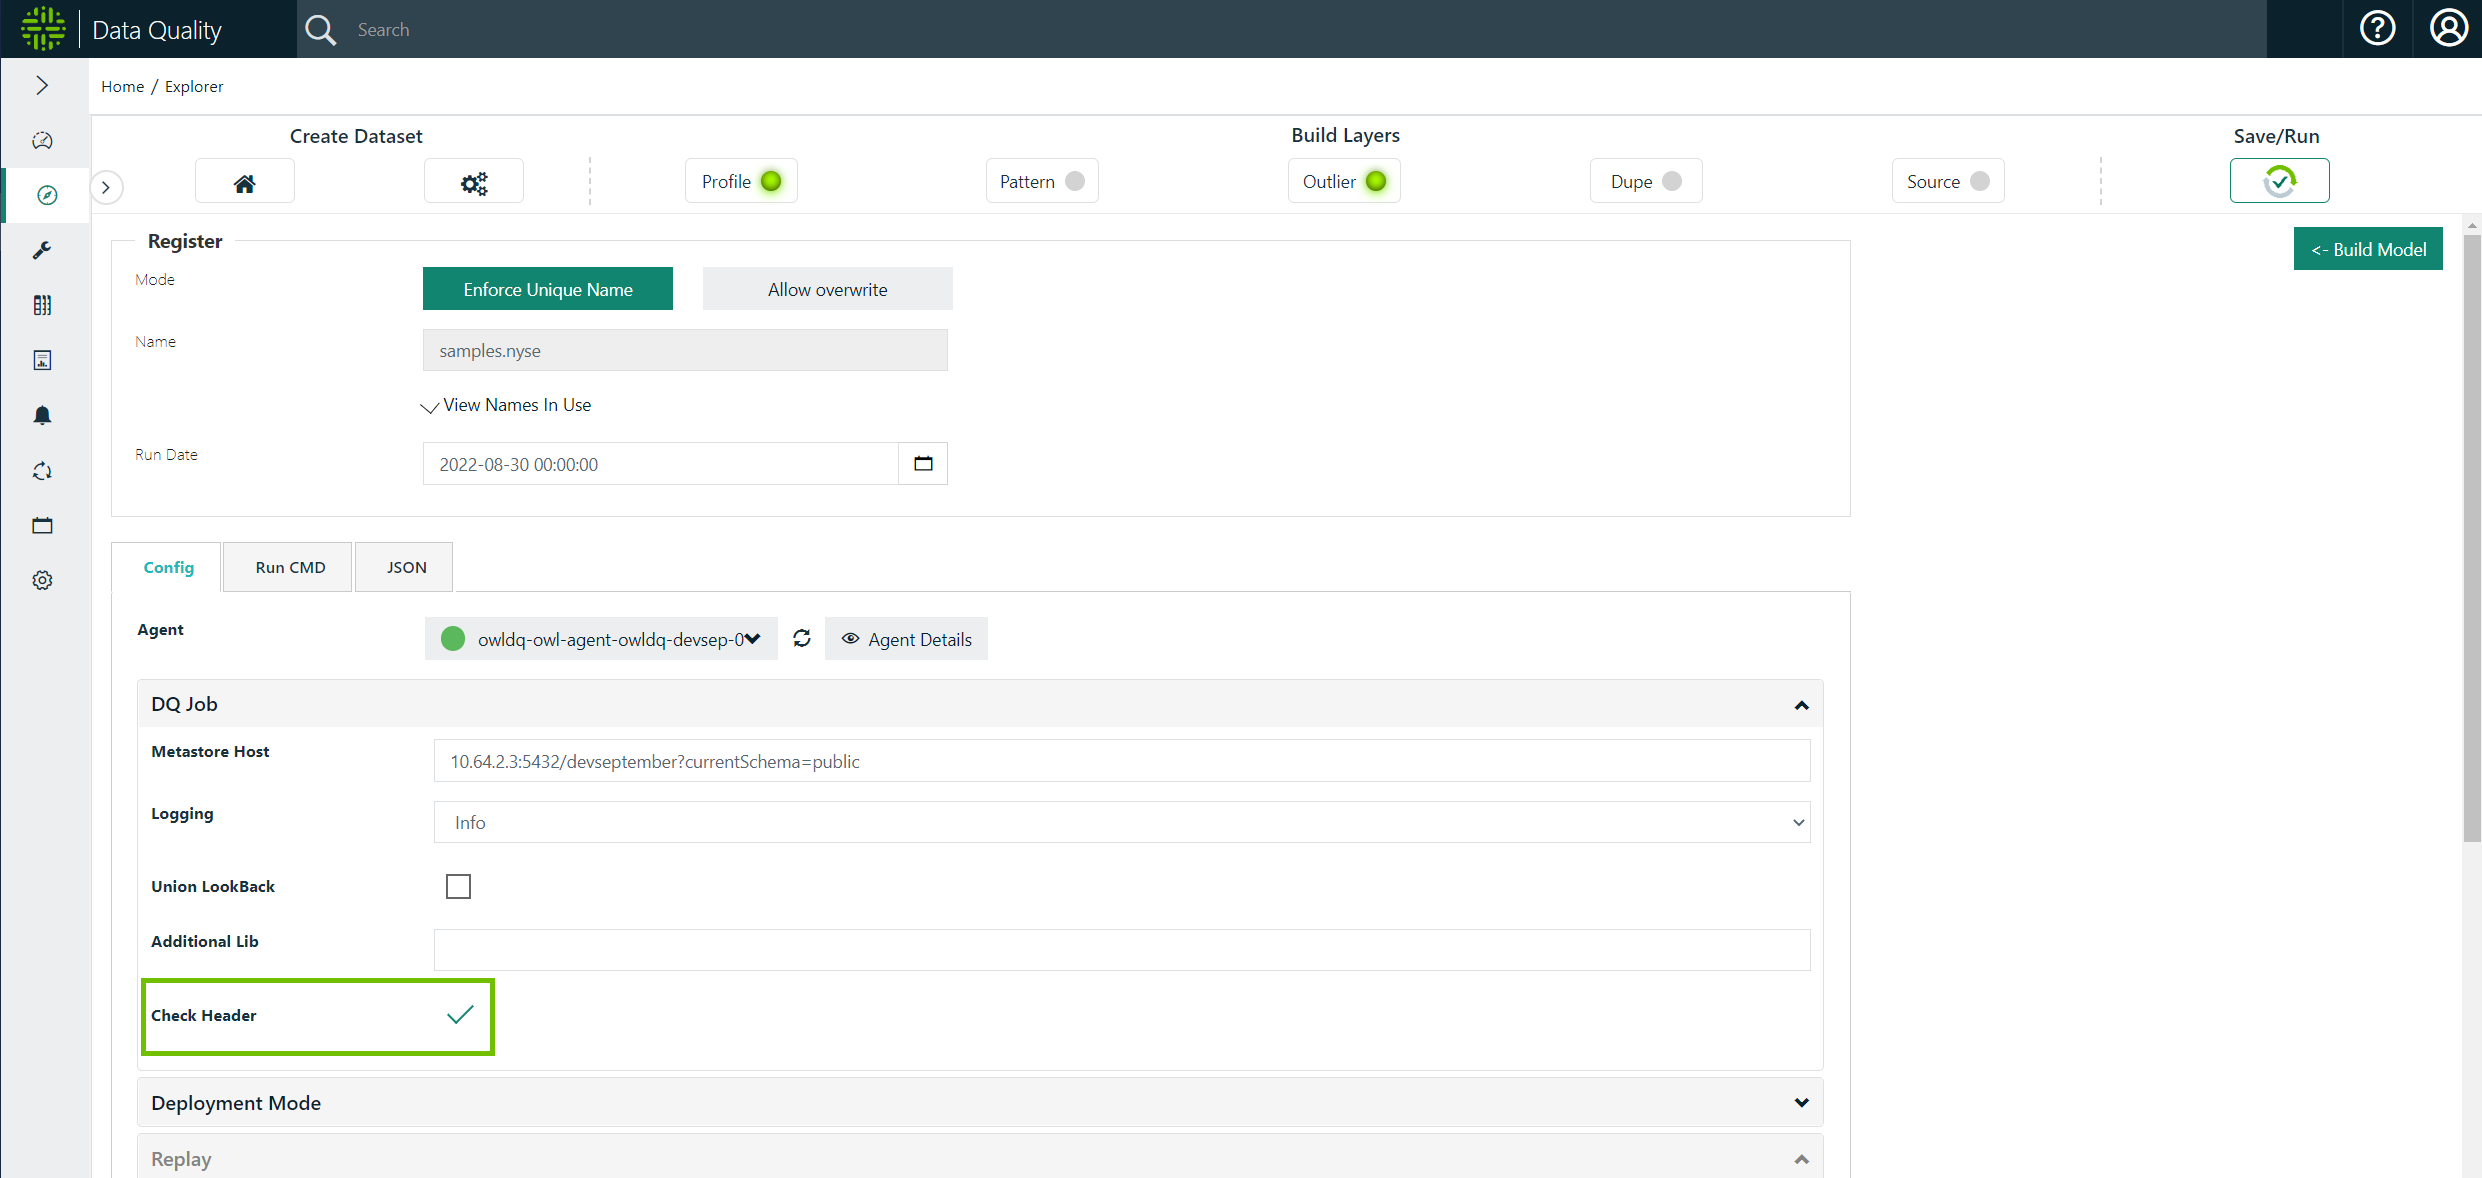 Data Quality
Search
Home / Explorer
Create Dataset
Build Layers
Save/Run
Profile
Pattern
Outlier
Dupe
Source
Register
<- Build Model
Mode
Enforce Unique Name
Allow overwrite
Name
samples.nyse
View Names In Use
Run Date
2022-08-30 00:00:00
Config
Run CMD
JSON
Agent
owldq-owl-agent-owldq-devsep-0
Agent Details
DQ Job
Metastore Host
10.64.2.3:5432/devseptember?currentSchema=public
Logging
Info
Union LookBack
Additional Lib
Check Header
Deployment Mode
Replay